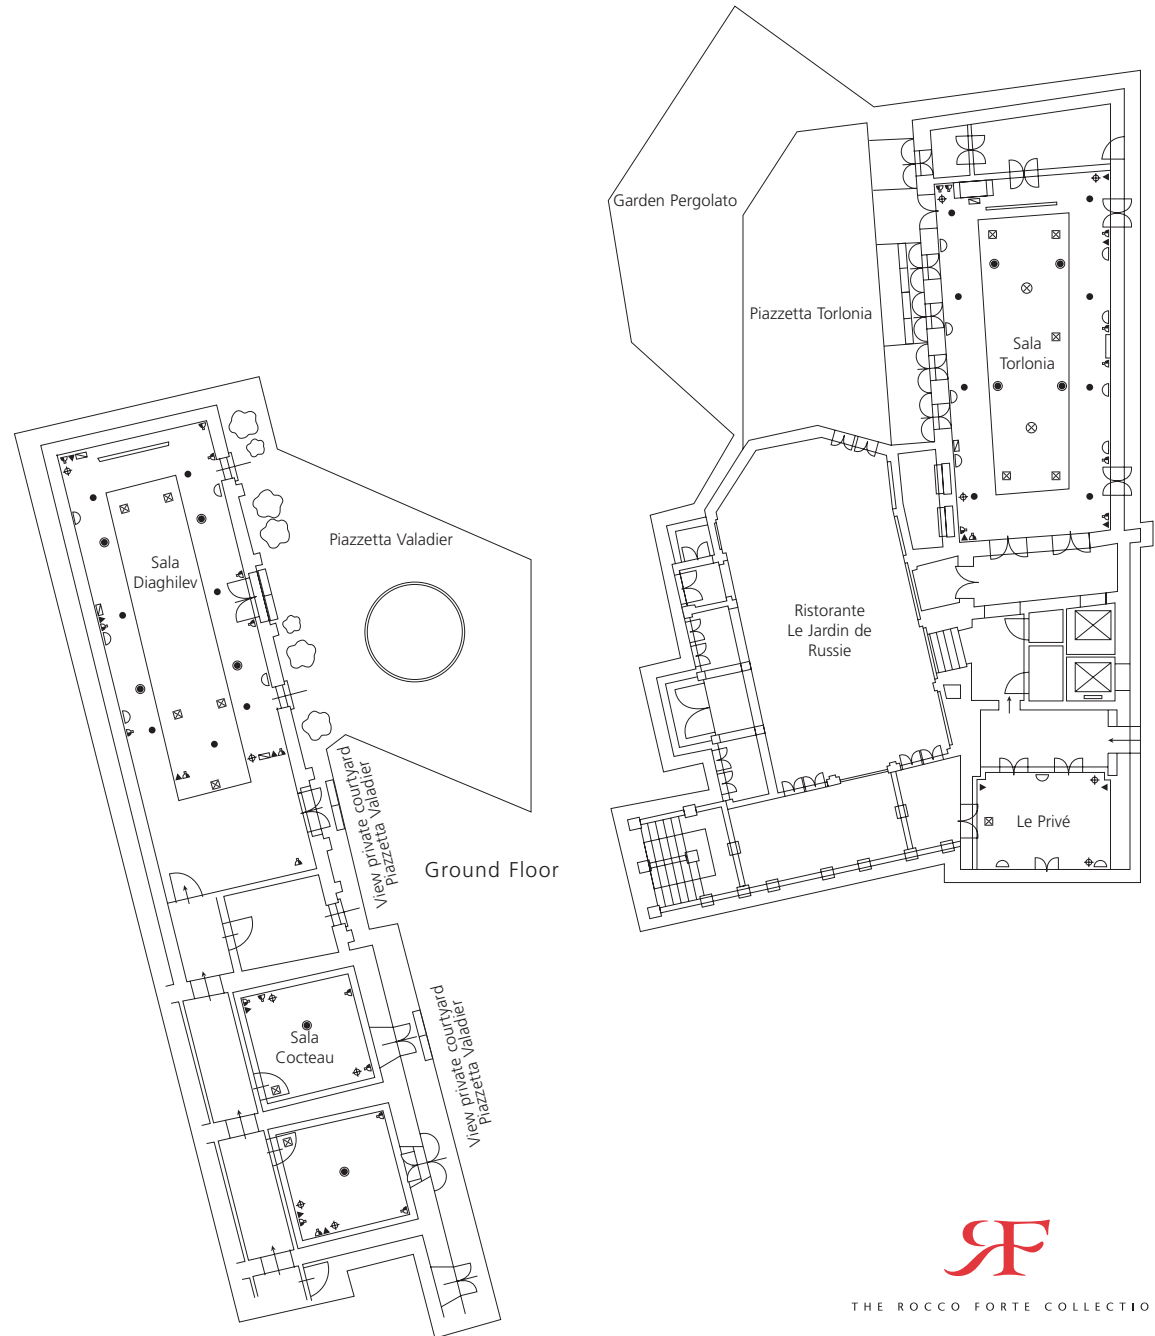 Garden Pergolato
Piazzetta Torlonia
Sala
Torlonia
Piazzetta Valadier
Sala
Diaghilev
Ristorante
Le Jardin de
Russie
Le Privé
View private courtyard
Piazzetta Valadier
Ground Floor
Sala
Cocteau
View private courtyard
Piazzetta Valadier
RF
THE ROCCO FORTE COLLECTIO